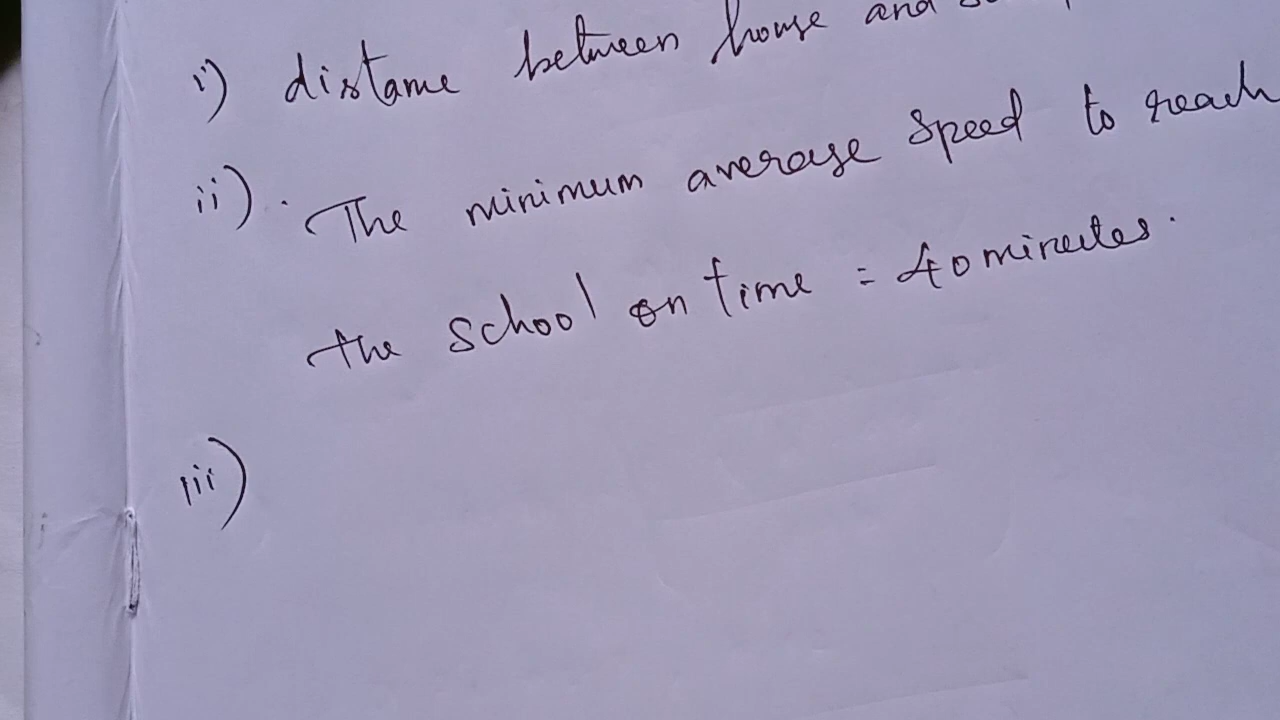 i) distance between house and
ii). The minimum average speed to reach
the school on time = 40 minutes.
iii)